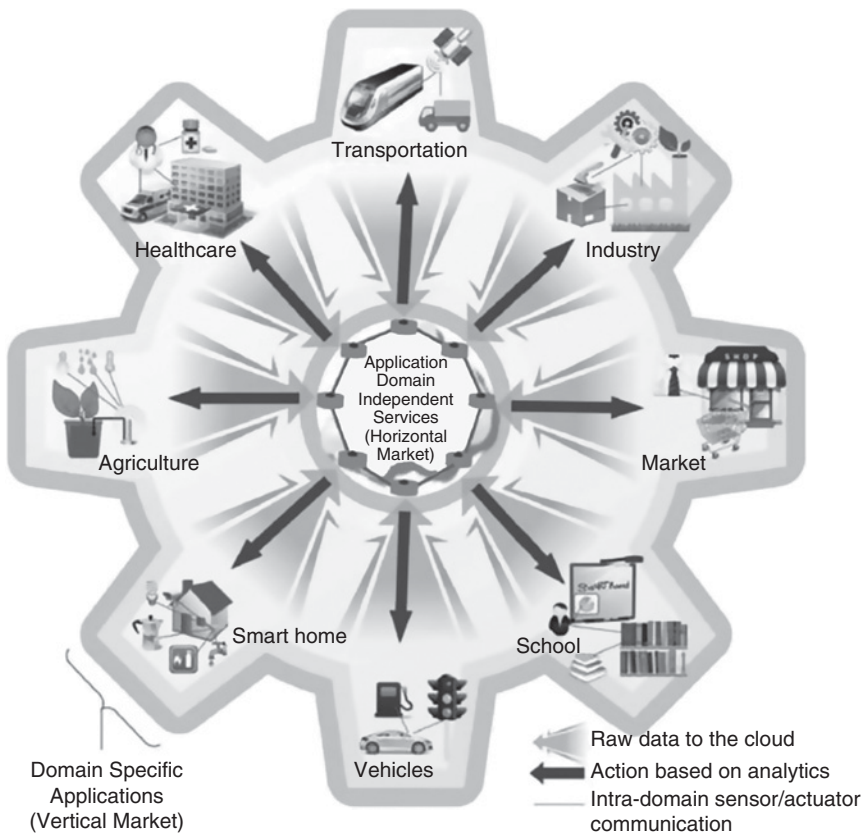 Transportation
Healthcare
Industry
Application
Domain
Independent
Services
(Horizontal
Market)
SHOP
Agriculture
Market
Smart home
School
Vehicles
Domain Specific
Applications
(Vertical Market)
Raw data to the cloud
Action based on analytics
Intra-domain sensor/actuator
communication